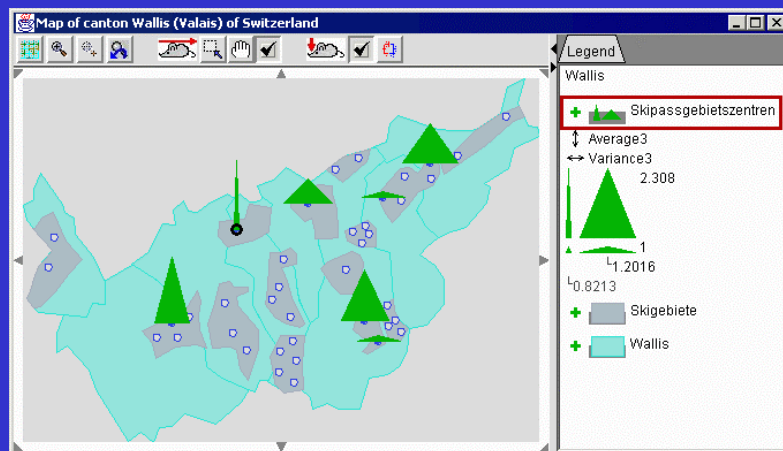 Map of canton Wallis (Valais) of Switzerland
Legend
Wallis
Skipassgebietszentren
Average3
Variance3
2.308
1
1.2016
0.8213
Skigebiete
Wallis